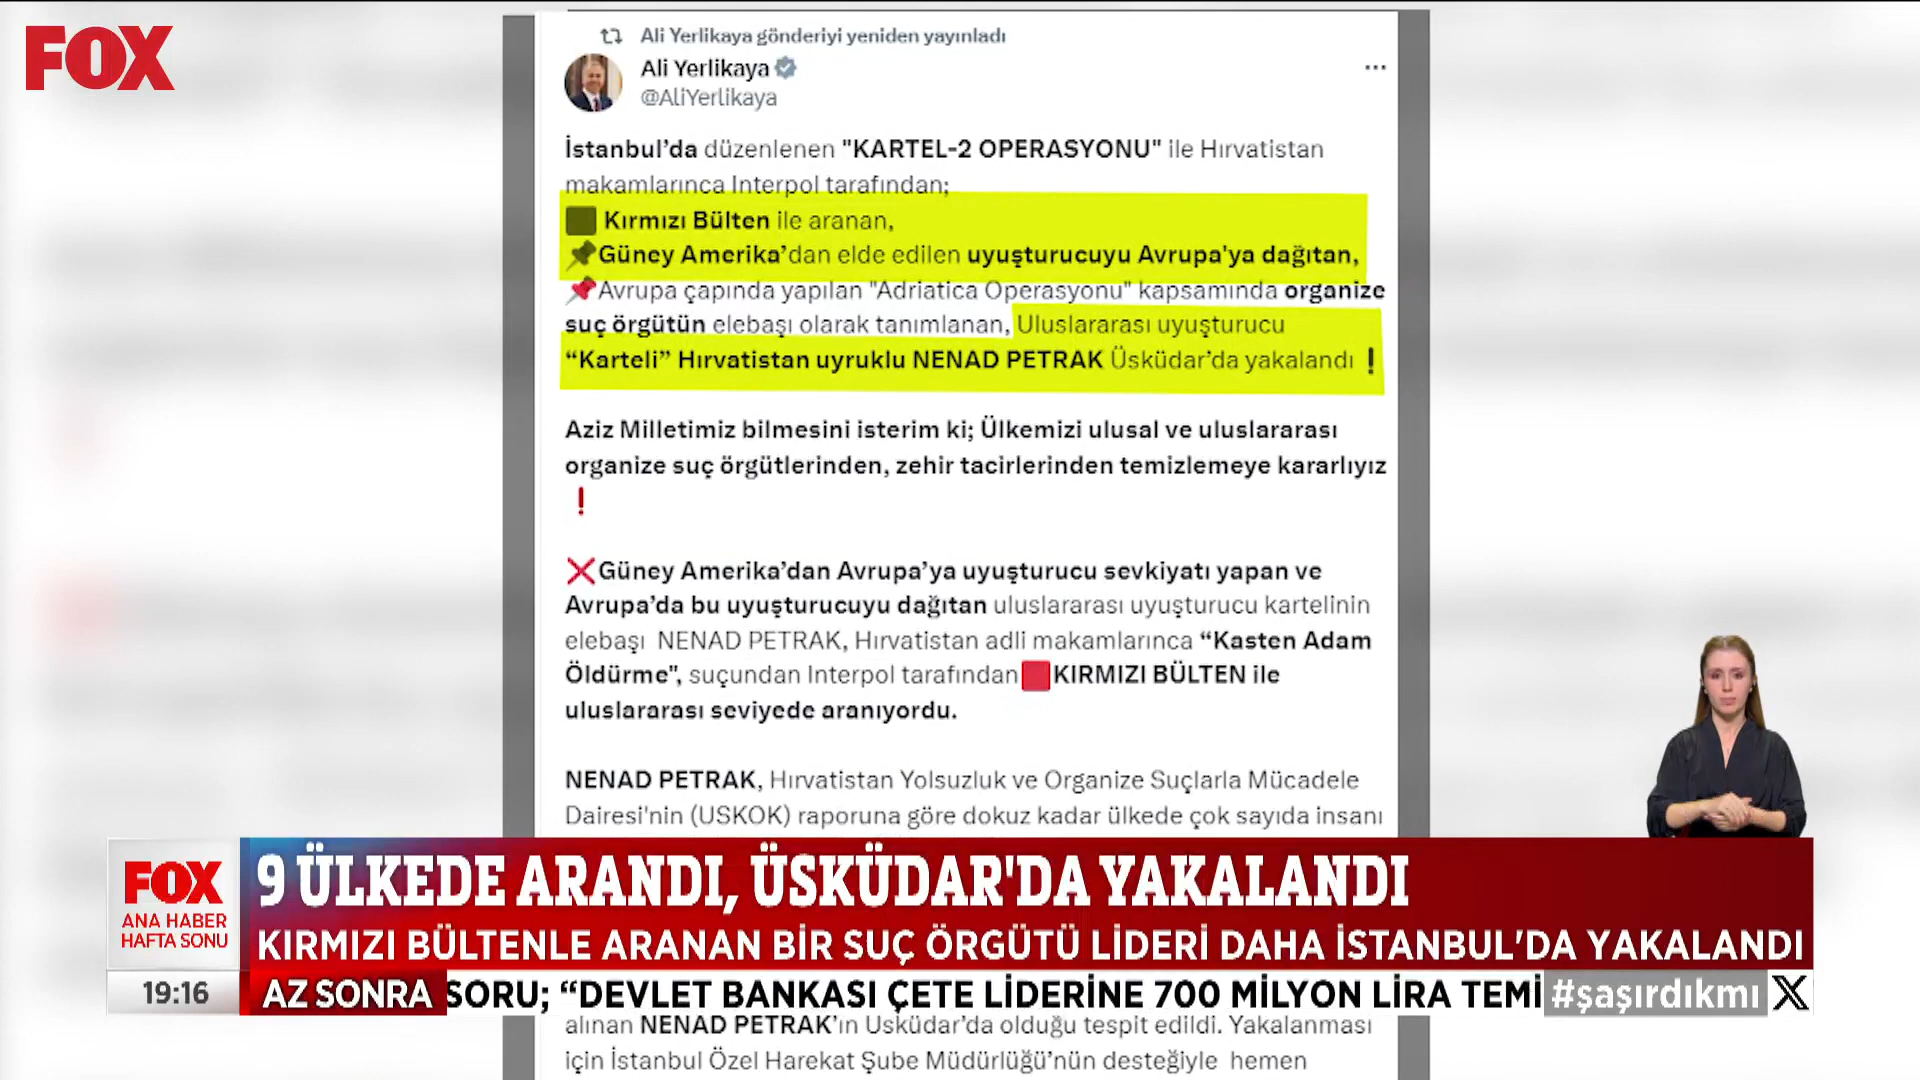 FOX
Ali Yerlikaya gönderiyi yeniden yayınladı
Ali Yerlikaya
@AliYerlikaya
İstanbul’da düzenlenen "KARTEL-2 OPERASYONU" ile Hırvatistan
makamlarınca Interpol tarafından;
Kırmızı Bülten ile aranan,
Güney Amerika’dan elde edilen uyuşturucuyu Avrupa'ya dağıtan,
Avrupa çapında yapılan "Adriatica Operasyonu" kapsamında organize
suç örgütün elebaşı olarak tanımlanan, Uluslararası uyuşturucu
“Karteli” Hırvatistan uyruklu NENAD PETRAK Üsküdar’da yakalandı❗
Aziz Milletimiz bilmesini isterim ki; Ülkemizi ulusal ve uluslararası
organize suç örgütlerinden, zehir tacirlerinden temizlemeye kararlıyız
❗
❌Güney Amerika’dan Avrupa’ya uyuşturucu sevkiyatı yapan ve
Avrupa’da bu uyuşturucuyu dağıtan uluslararası uyuşturucu kartelinin
elebaşı NENAD PETRAK, Hırvatistan adli makamlarınca “Kasten Adam
Öldürme", suçundan Interpol tarafından KIRMIZI BÜLTEN ile
uluslararası seviyede aranıyordu.
NENAD PETRAK, Hırvatistan Yolsuzluk ve Organize Suçlarla Mücadele
Dairesi'nin (USKOK) raporuna göre dokuz kadar ülkede çok sayıda insanı
FOX
ANA HABER
HAFTA SONU
9 ÜLKEDE ARANDI, ÜSKÜDAR'DA YAKALANDI
KIRMIZI BÜLTENLE ARANAN BİR SUÇ ÖRGÜTÜ LİDERİ DAHA İSTANBUL'DA YAKALANDI
19:16
AZ SONRA
SORU; “DEVLET BANKASI ÇETE LİDERİNE 700 MİLYON LİRA TEMİ
#şaşırdıkmı X
alınan NENAD PETRAK’ın Üsküdar’da olduğu tespit edildi. Yakalanması
için İstanbul Özel Harekat Şube Müdürlüğü’nün desteğiyle hemen